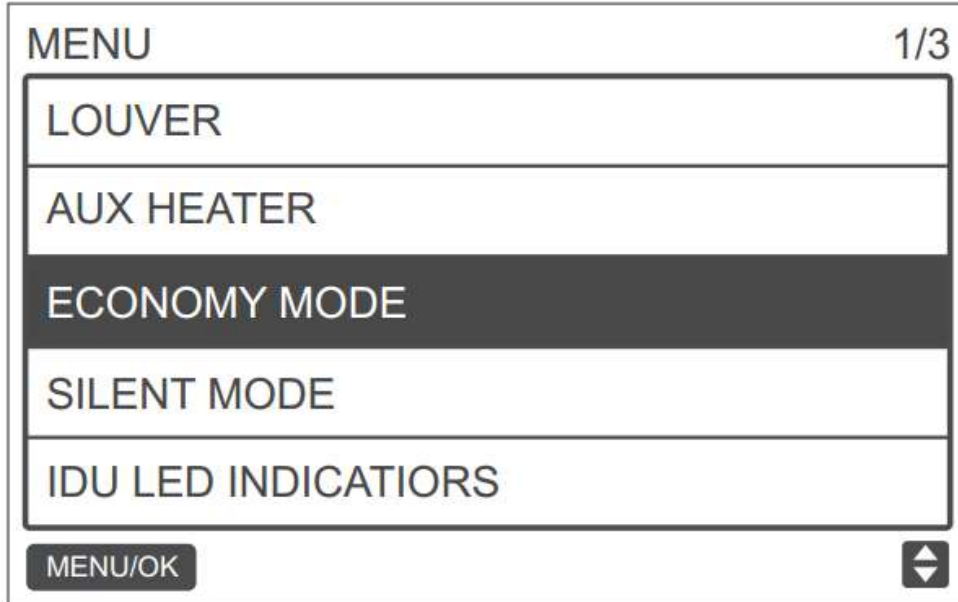 MENU 1/3
LOUVER
AUX HEATER
ECONOMY MODE
SILENT MODE
IDU LED INDICATIORS
MENU/OK